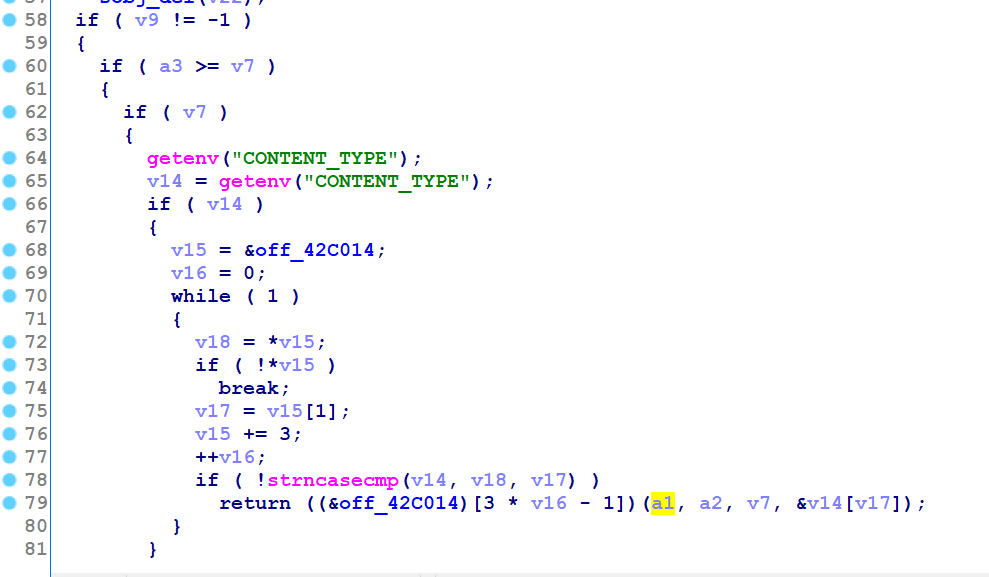 58 if ( v9 != -1 )
59 {
60 if ( a3 >= v7 )
61 {
62 if ( v7 )
63 {
64 getenv("CONTENT_TYPE");
65 v14 = getenv("CONTENT_TYPE");
66 if ( v14 )
67 {
68 v15 = &off_42C014;
69 v16 = 0;
70 while ( 1 )
71 {
72 v18 = *v15;
73 if ( !*v15 )
74 break;
75 v17 = v15[1];
76 v15 += 3;
77 ++v16;
78 if ( !strncasecmp(v14, v18, v17) )
79 return ((&off_42C014)[3 * v16 - 1])(a1, a2, v7, &v14[v17]);
80 }
81 }